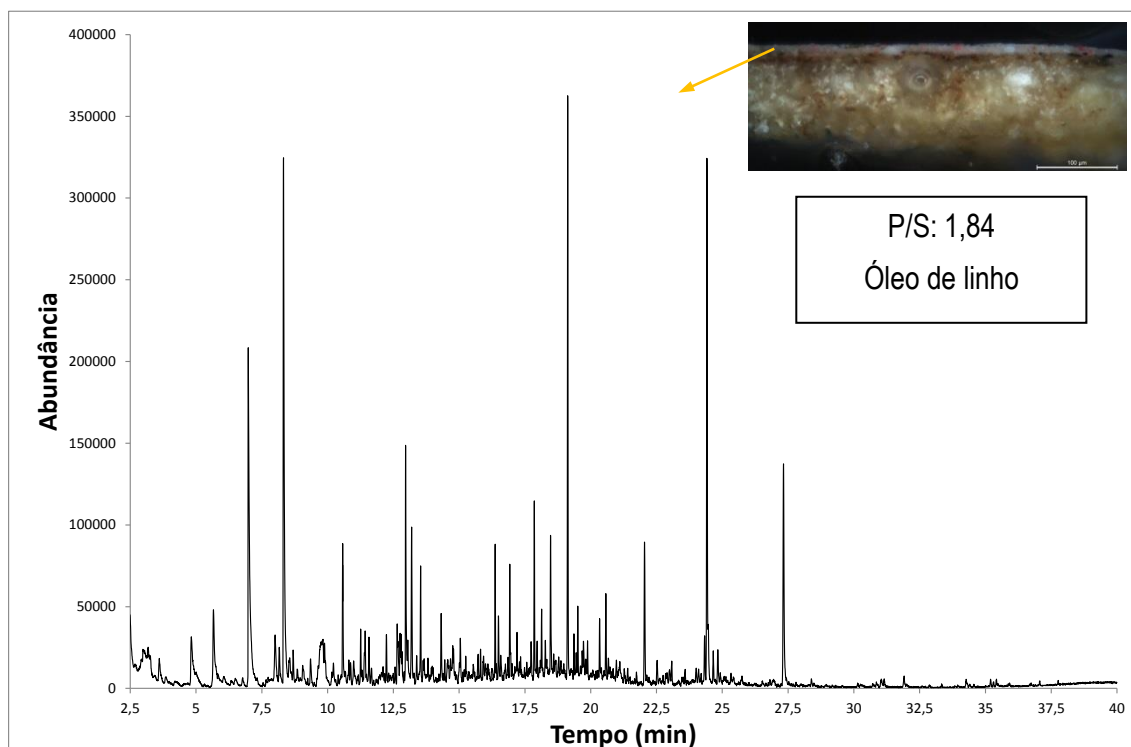 400000
350000
300000
250000
200000
150000
100000
50000
0
Abundância
2,5 5 7,5 10 12,5 15 17,5 20 22,5 25 27,5 30 32,5 35 37,5 40
Tempo (min)
100 µm
P/S: 1,84
Óleo de linho